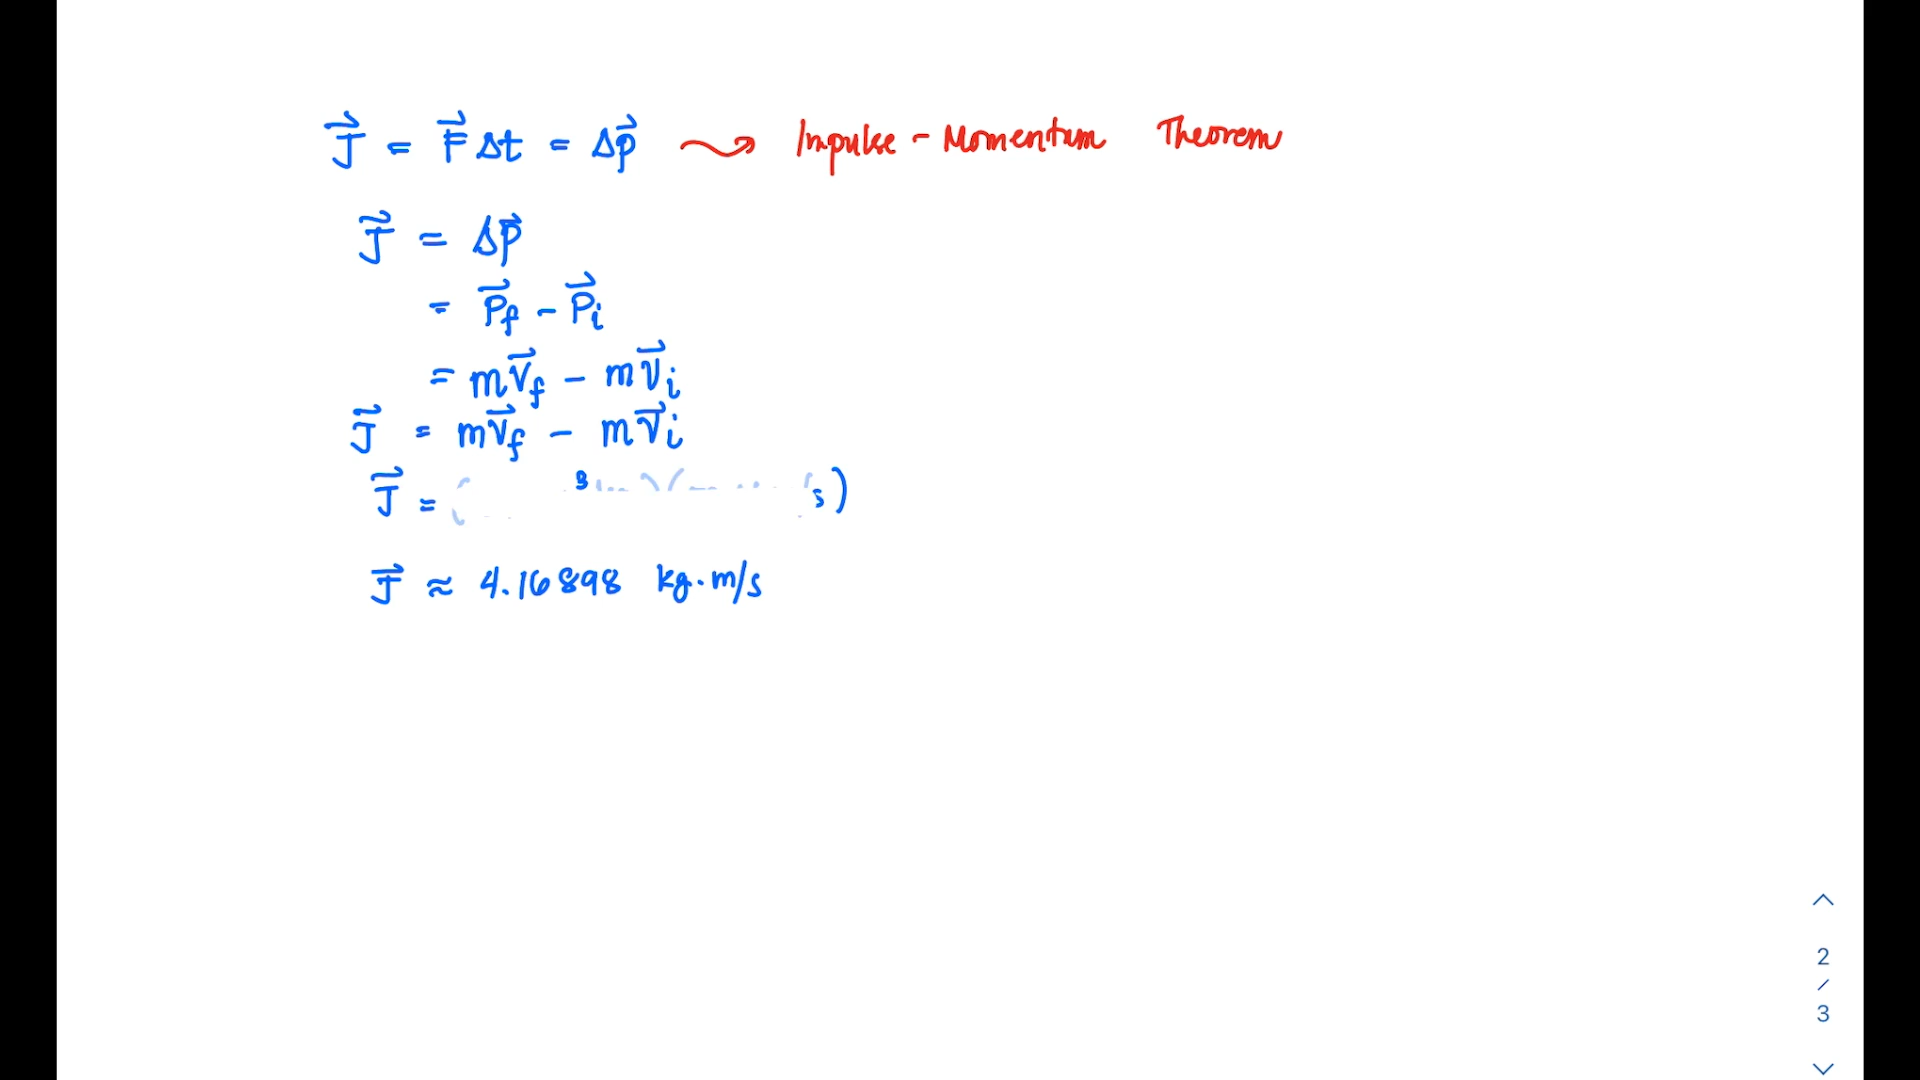 J⃗ = F⃗ Δt = Δp⃗ ⟿ Impulse - Momentum Theorem
J⃗ = Δp⃗
= p⃗f - p⃗i
= mv⃗f - mv⃗i
J⃗ = mv⃗f - mv⃗i
J⃗ = s)
J⃗ ≈ 4.16898 kg·m/s
2
/
3